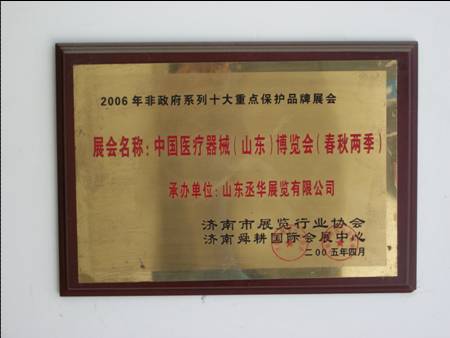 2006年非政府系列十大重点保护品牌展会
展会名称：中国医疗器械（山东）博览会（春秋两季）
承办单位：山东丞华展览有限公司
济南市展览行业协会
济南舜耕国际会展中心
二00五年四月